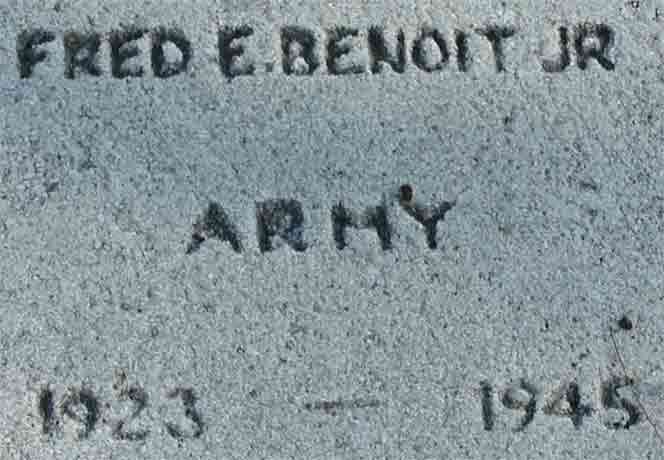 FRED E. BENOIT JR
ARMY
1923 — 1945